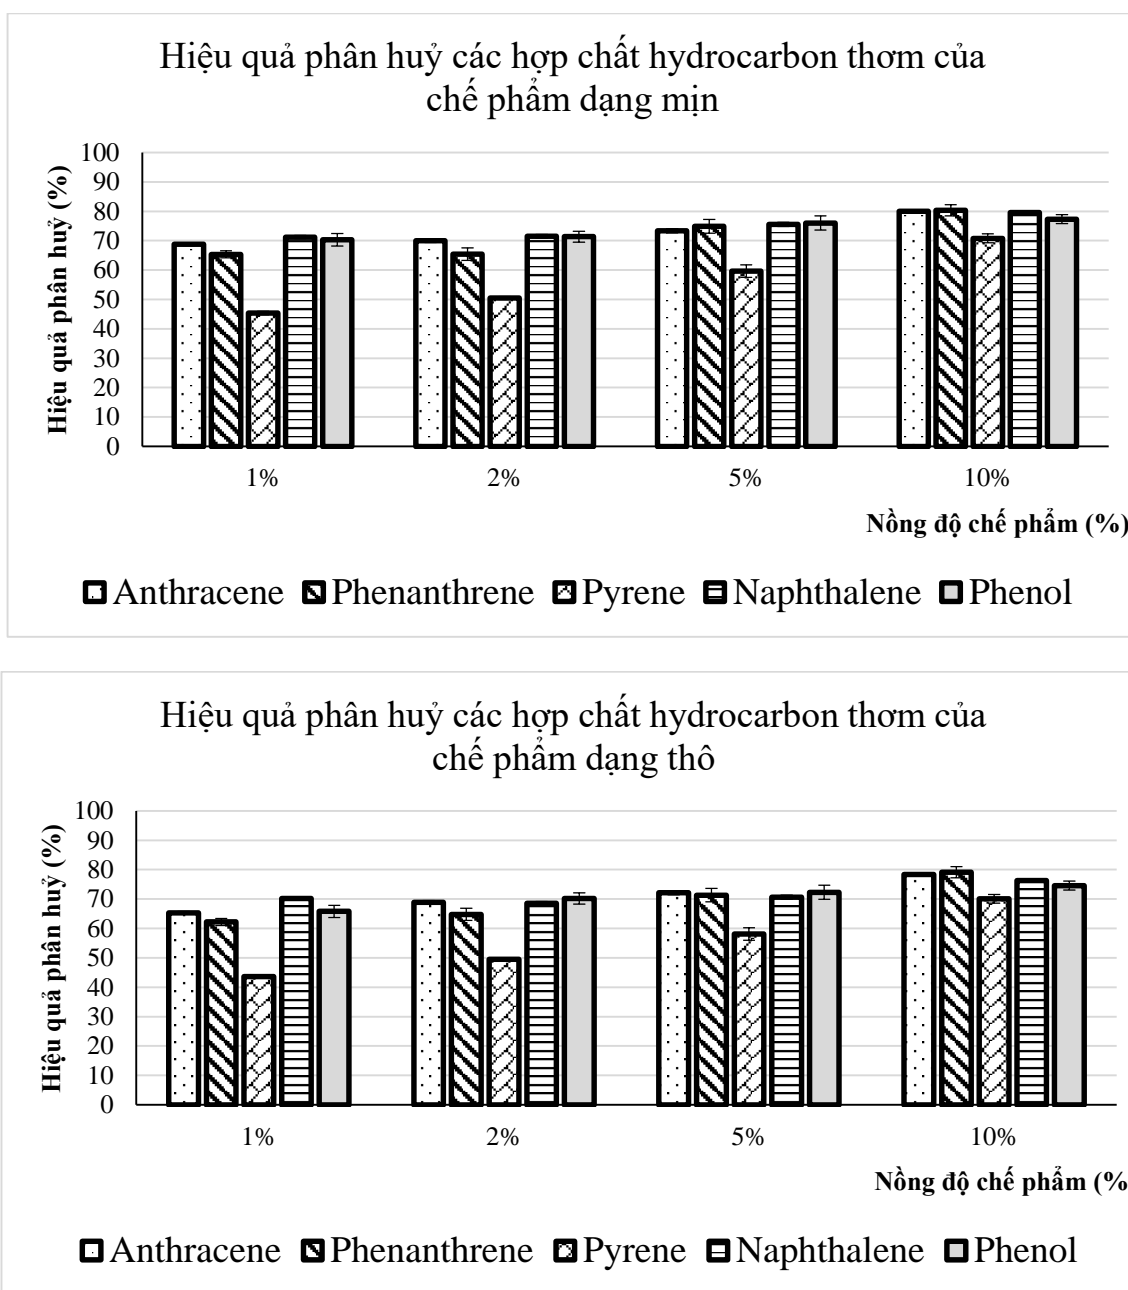 Hiệu quả phân huỷ các hợp chất hydrocarbon thơm của
chế phẩm dạng mịn
Hiệu quả phân huỷ (%)
100
90
80
70
60
50
40
30
20
10
0
1% 2% 5% 10%
Nồng độ chế phẩm (%)
Anthracene Phenanthrene Pyrene Naphthalene Phenol
Hiệu quả phân huỷ các hợp chất hydrocarbon thơm của
chế phẩm dạng thô
Hiệu quả phân huỷ (%)
100
90
80
70
60
50
40
30
20
10
0
1% 2% 5% 10%
Nồng độ chế phẩm (%
Anthracene Phenanthrene Pyrene Naphthalene Phenol